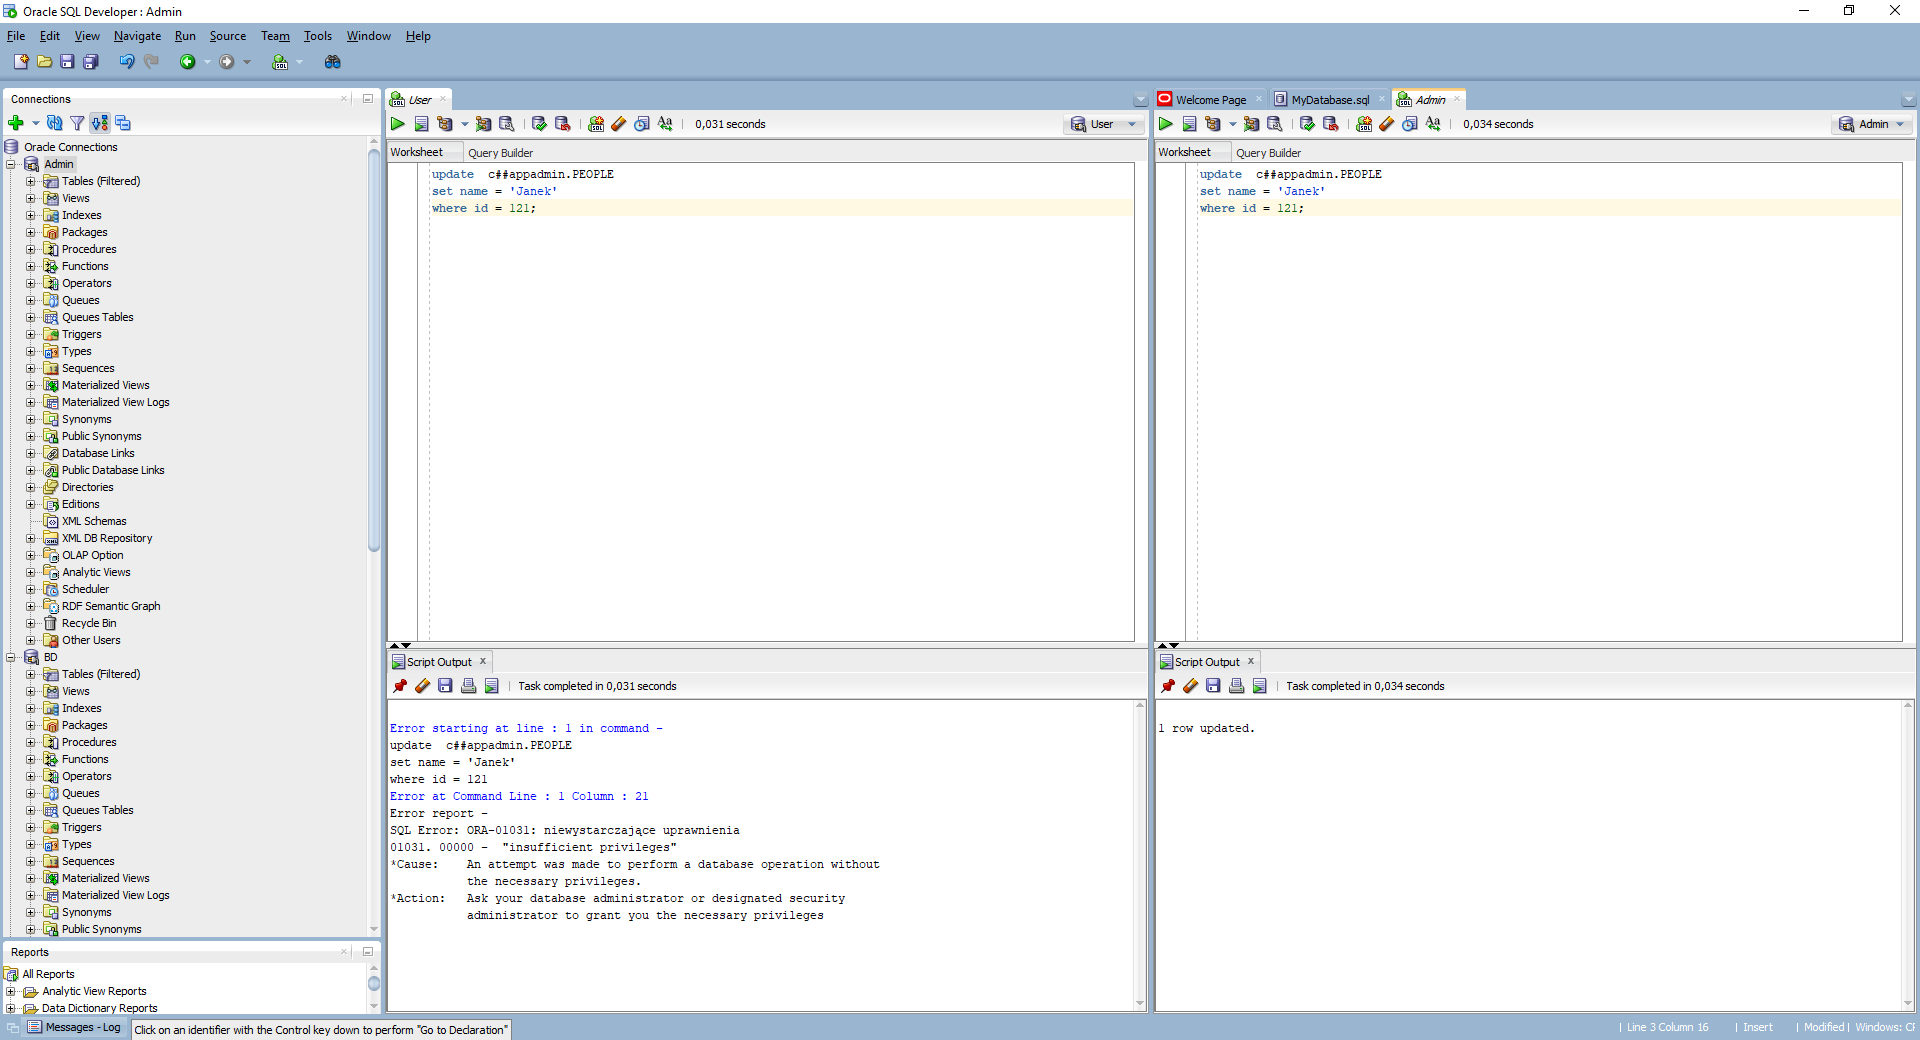 Oracle SQL Developer : Admin
File Edit View Navigate Run Source Team Tools Window Help
Connections
Oracle Connections
Admin
Tables (Filtered)
Views
Indexes
Packages
Procedures
Functions
Operators
Queues
Queues Tables
Triggers
Types
Sequences
Materialized Views
Materialized View Logs
Synonyms
Public Synonyms
Database Links
Public Database Links
Directories
Editions
XML Schemas
XML DB Repository
OLAP Option
Analytic Views
Scheduler
RDF Semantic Graph
Recycle Bin
Other Users
BD
Tables (Filtered)
Views
Indexes
Packages
Procedures
Functions
Operators
Queues
Queues Tables
Triggers
Types
Sequences
Materialized Views
Materialized View Logs
Synonyms
Public Synonyms
Reports
All Reports
Analytic View Reports
Data Dictionary Reports
User
0,031 seconds
User
Worksheet Query Builder
update  c##appadmin.PEOPLE
set name = 'Janek'
where id = 121;
Script Output
Task completed in 0,031 seconds
Error starting at line : 1 in command -
update  c##appadmin.PEOPLE
set name = 'Janek'
where id = 121
Error at Command Line : 1 Column : 21
Error report -
SQL Error: ORA-01031: niewystarczające uprawnienia
01031. 00000 -  "insufficient privileges"
*Cause:    An attempt was made to perform a database operation without
the necessary privileges.
*Action:   Ask your database administrator or designated security
administrator to grant you the necessary privileges
Welcome Page MyDatabase.sql Admin
0,034 seconds
Admin
Worksheet Query Builder
update  c##appadmin.PEOPLE
set name = 'Janek'
where id = 121;
Script Output
Task completed in 0,034 seconds
1 row updated.
Messages - Log
Click on an identifier with the Control key down to perform "Go to Declaration"
Line 3 Column 16 | Insert | Modified | Windows: CF